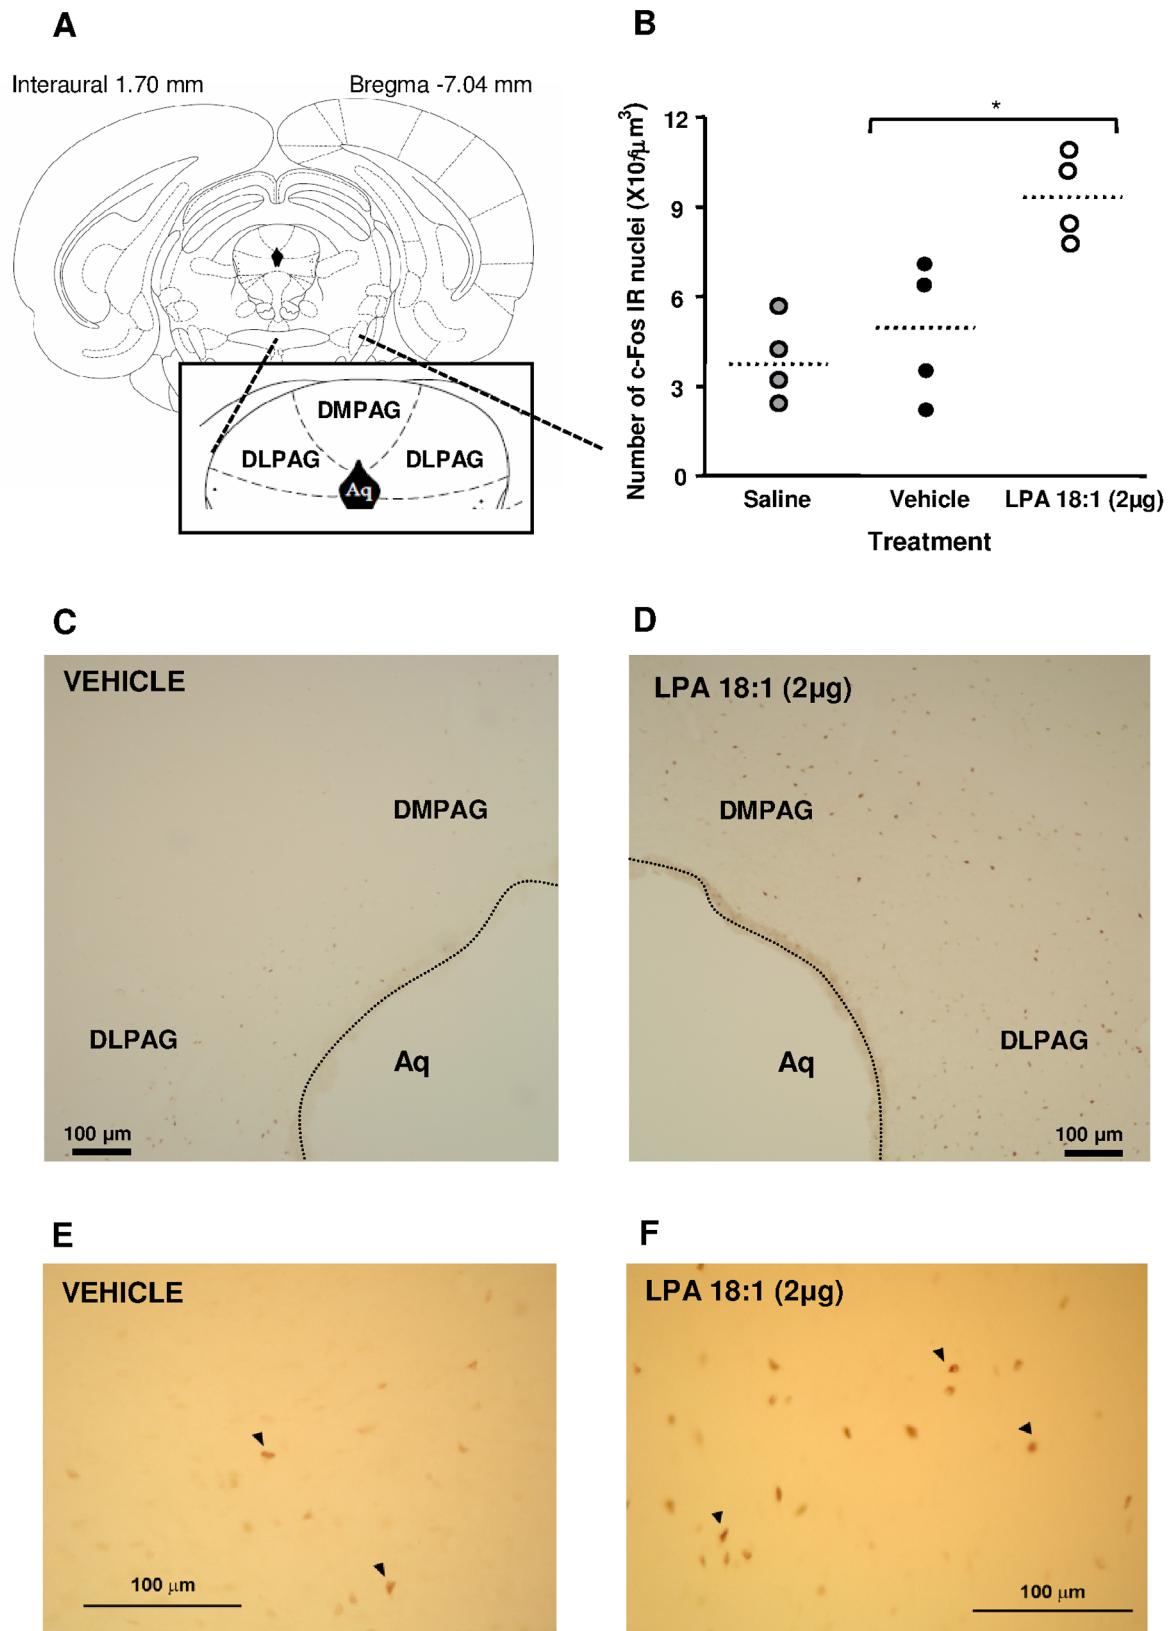 A
Interaural 1.70 mm
Bregma -7.04 mm
DMPAG
DLPAG
DLPAG
Aq
B
*
Number of c-Fos IR nuclei (X10⁶/µm³)
12
9
6
3
0
Saline
Vehicle
LPA 18:1 (2µg)
Treatment
C
VEHICLE
DMPAG
DLPAG
Aq
100 µm
D
LPA 18:1 (2µg)
DMPAG
DLPAG
Aq
100 µm
E
VEHICLE
100 µm
F
LPA 18:1 (2µg)
100 µm